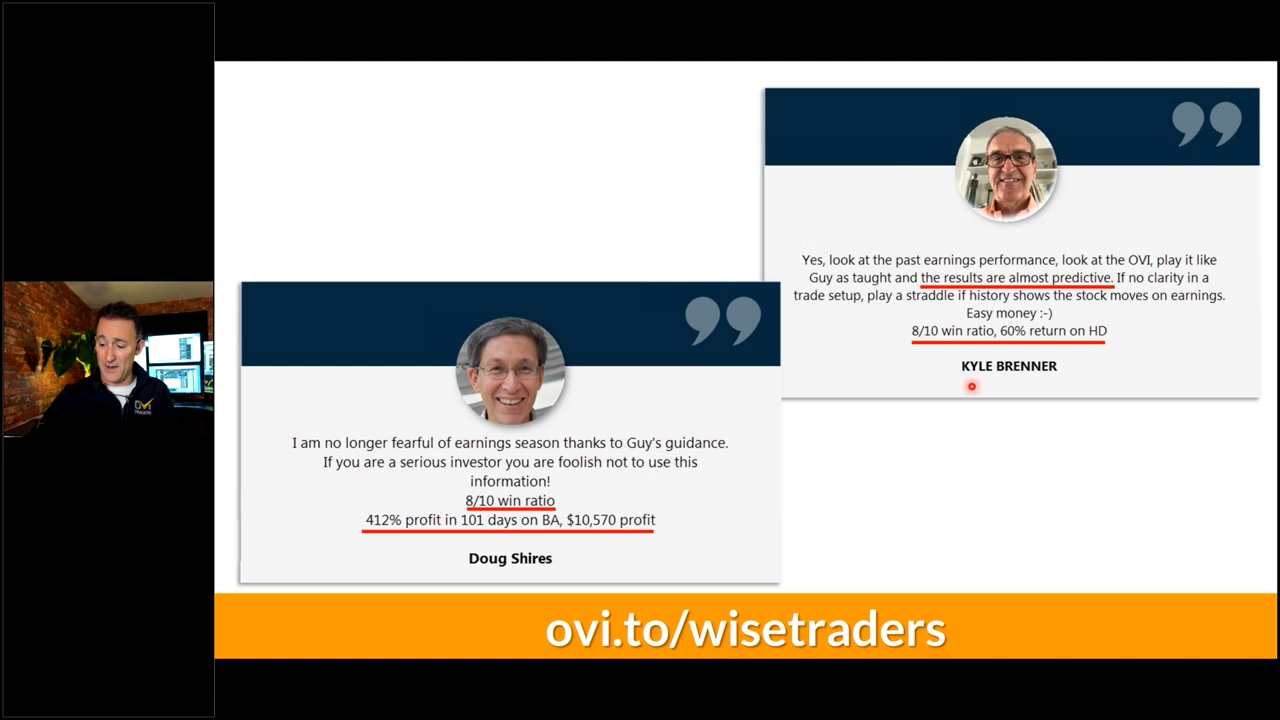 Yes, look at the past earnings performance, look at the OVI, play it like
Guy as taught and the results are almost predictive. If no clarity in a
trade setup, play a straddle if history shows the stock moves on earnings.
Easy money :-)
8/10 win ratio, 60% return on HD
KYLE BRENNER
I am no longer fearful of earnings season thanks to Guy's guidance.
If you are a serious investor you are foolish not to use this
information!
8/10 win ratio
412% profit in 101 days on BA, $10,570 profit
Doug Shires
OVI
TRADERS
ovi.to/wisetraders